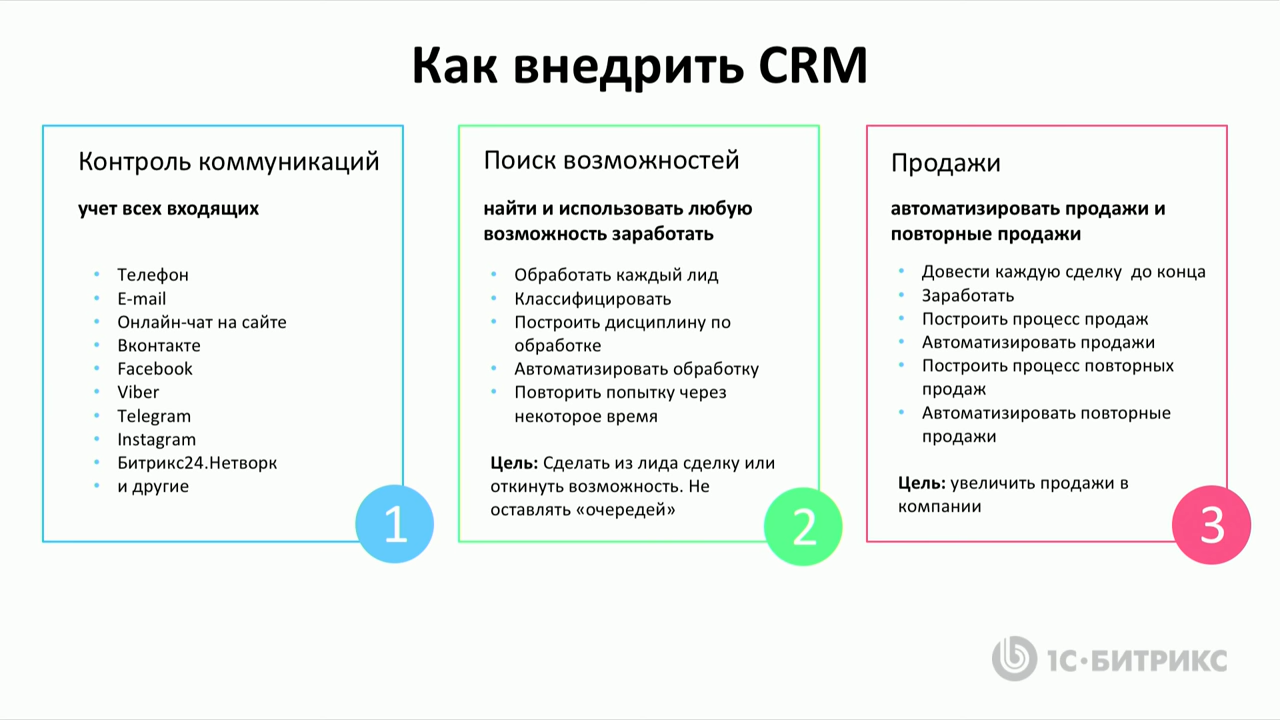 Как внедрить CRM
Контроль коммуникаций
учет всех входящих
• Телефон
• E-mail
• Онлайн-чат на сайте
• Вконтакте
• Facebook
• Viber
• Telegram
• Instagram
• Битрикс24.Нетворк
• и другие
1
Поиск возможностей
найти и использовать любую
возможность заработать
• Обработать каждый лид
• Классифицировать
• Построить дисциплину по
обработке
• Автоматизировать обработку
• Повторить попытку через
некоторое время
Цель: Сделать из лида сделку или
откинуть возможность. Не
оставлять «очередей»
2
Продажи
автоматизировать продажи и
повторные продажи
• Довести каждую сделку до конца
• Заработать
• Построить процесс продаж
• Автоматизировать продажи
• Построить процесс повторных
продаж
• Автоматизировать повторные
продажи
Цель: увеличить продажи в
компании
3
1С·БИТРИКС